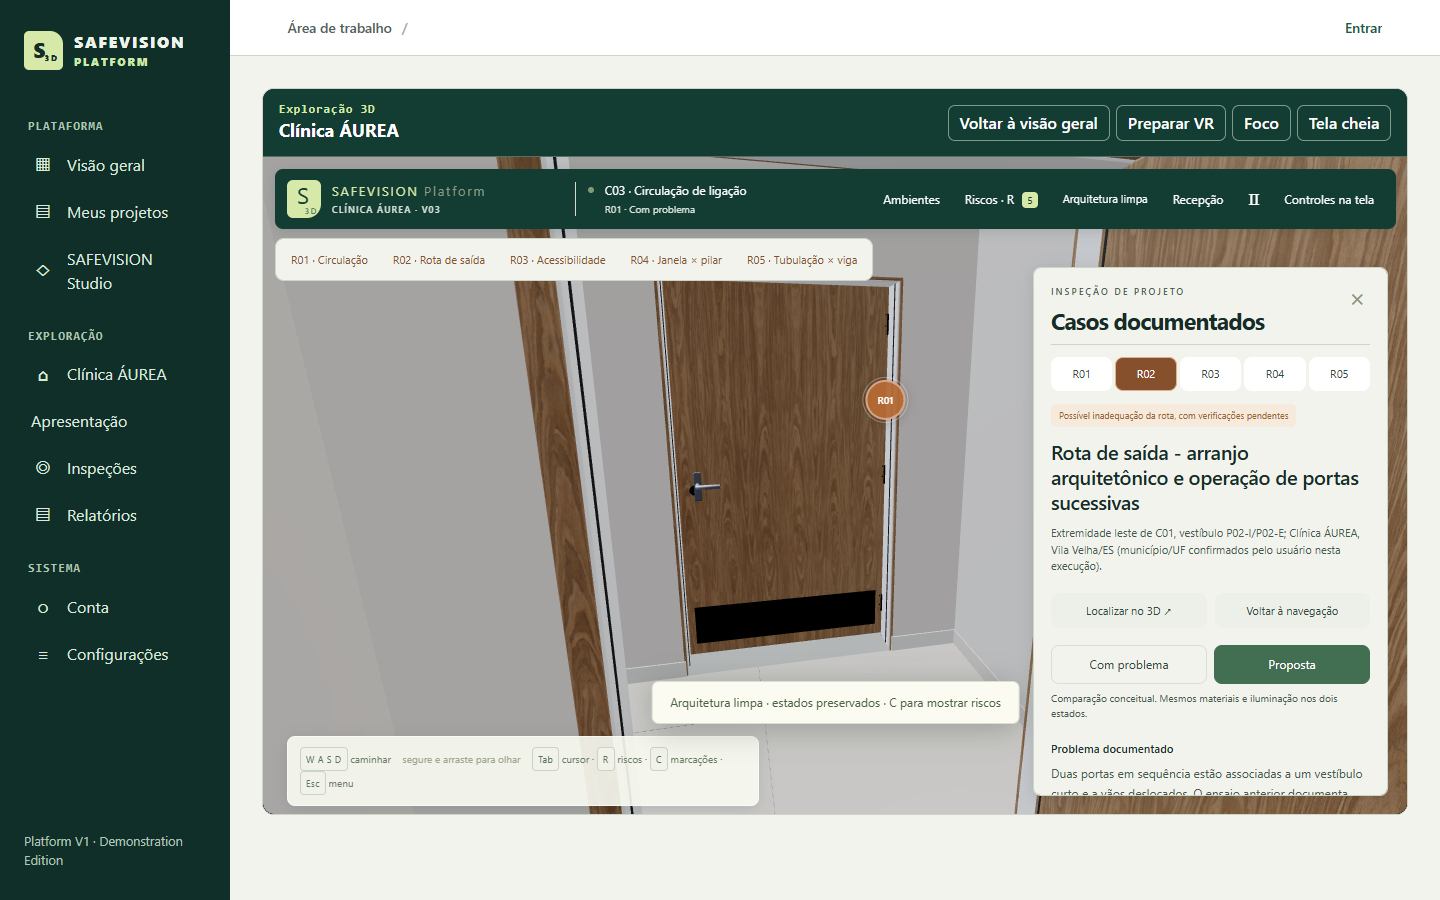 S3D
SAFEVISION
PLATFORM
PLATAFORMA
Visão geral
Meus projetos
SAFEVISION
Studio
EXPLORAÇÃO
Clínica ÁUREA
Apresentação
Inspeções
Relatórios
SISTEMA
Conta
Configurações
Platform V1 · Demonstration
Edition
Área de trabalho /
Entrar
Exploração 3D
Clínica ÁUREA
Voltar à visão geral
Preparar VR
Foco
Tela cheia
S
3D
SAFEVISION Platform
CLÍNICA ÁUREA · V03
C03 · Circulação de ligação
R01 · Com problema
Ambientes
Riscos · R 5
Arquitetura limpa
Recepção
Controles na tela
R01 · Circulação
R02 · Rota de saída
R03 · Acessibilidade
R04 · Janela × pilar
R05 · Tubulação × viga
R01
INSPEÇÃO DE PROJETO
Casos documentados
R01
R02
R03
R04
R05
Possível inadequação da rota, com verificações pendentes
Rota de saída - arranjo
arquitetônico e operação de portas
sucessivas
Extremidade leste de C01, vestíbulo P02-I/P02-E; Clínica ÁUREA,
Vila Velha/ES (município/UF confirmados pelo usuário nesta
execução).
Localizar no 3D ↗
Voltar à navegação
Com problema
Proposta
Comparação conceitual. Mesmos materiais e iluminação nos dois
estados.
Problema documentado
Duas portas em sequência estão associadas a um vestíbulo
curto e a vãos deslocados. O ensaio anterior documenta
Arquitetura limpa · estados preservados · C para mostrar riscos
W A S D caminhar segure e arraste para olhar Tab cursor · R riscos · C marcações ·
Esc menu